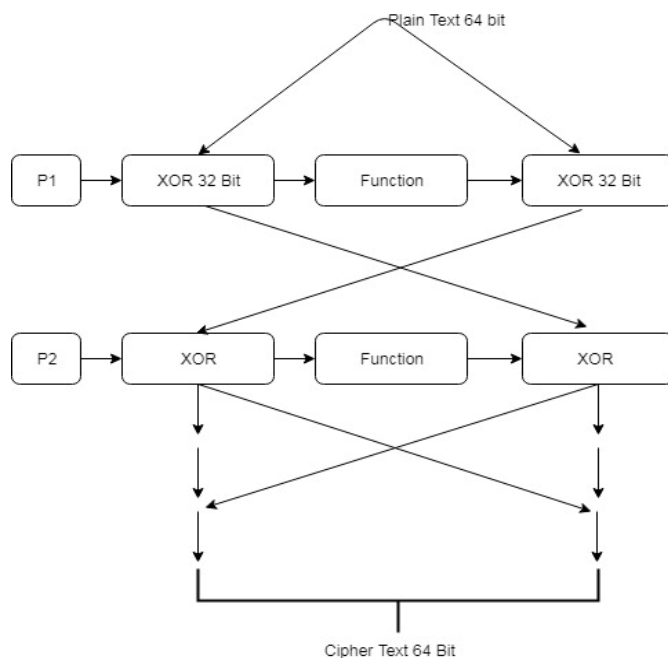 Plain Text 64 bit
P1
XOR 32 Bit
Function
XOR 32 Bit
P2
XOR
Function
XOR
Cipher Text 64 Bit